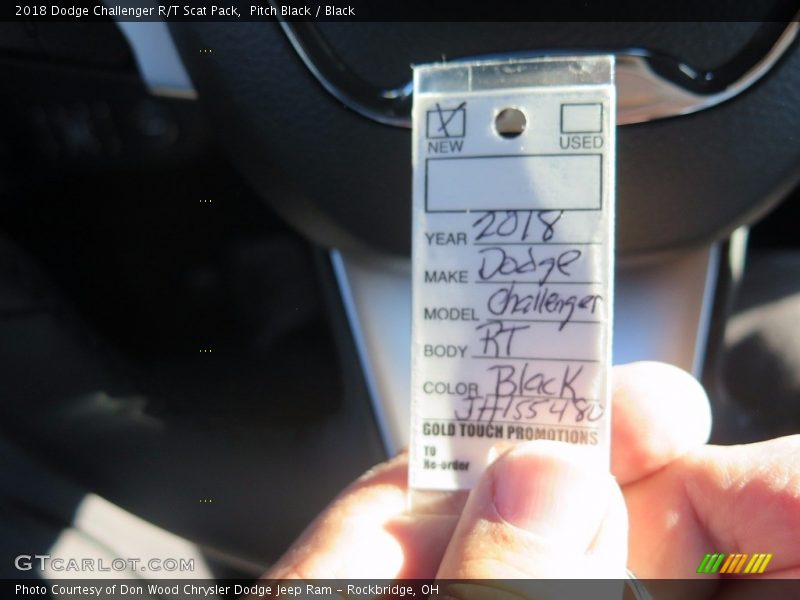 2018 Dodge Challenger R/T Scat Pack,  Pitch Black / Black
NEW USED
YEAR 2018
MAKE Dodge
MODEL Challenger
BODY RT
COLOR Black
JH155480
GOLD TOUCH PROMOTIONS
TO
Re-order
GTCARLOT.COM
Photo Courtesy of Don Wood Chrysler Dodge Jeep Ram - Rockbridge, OH